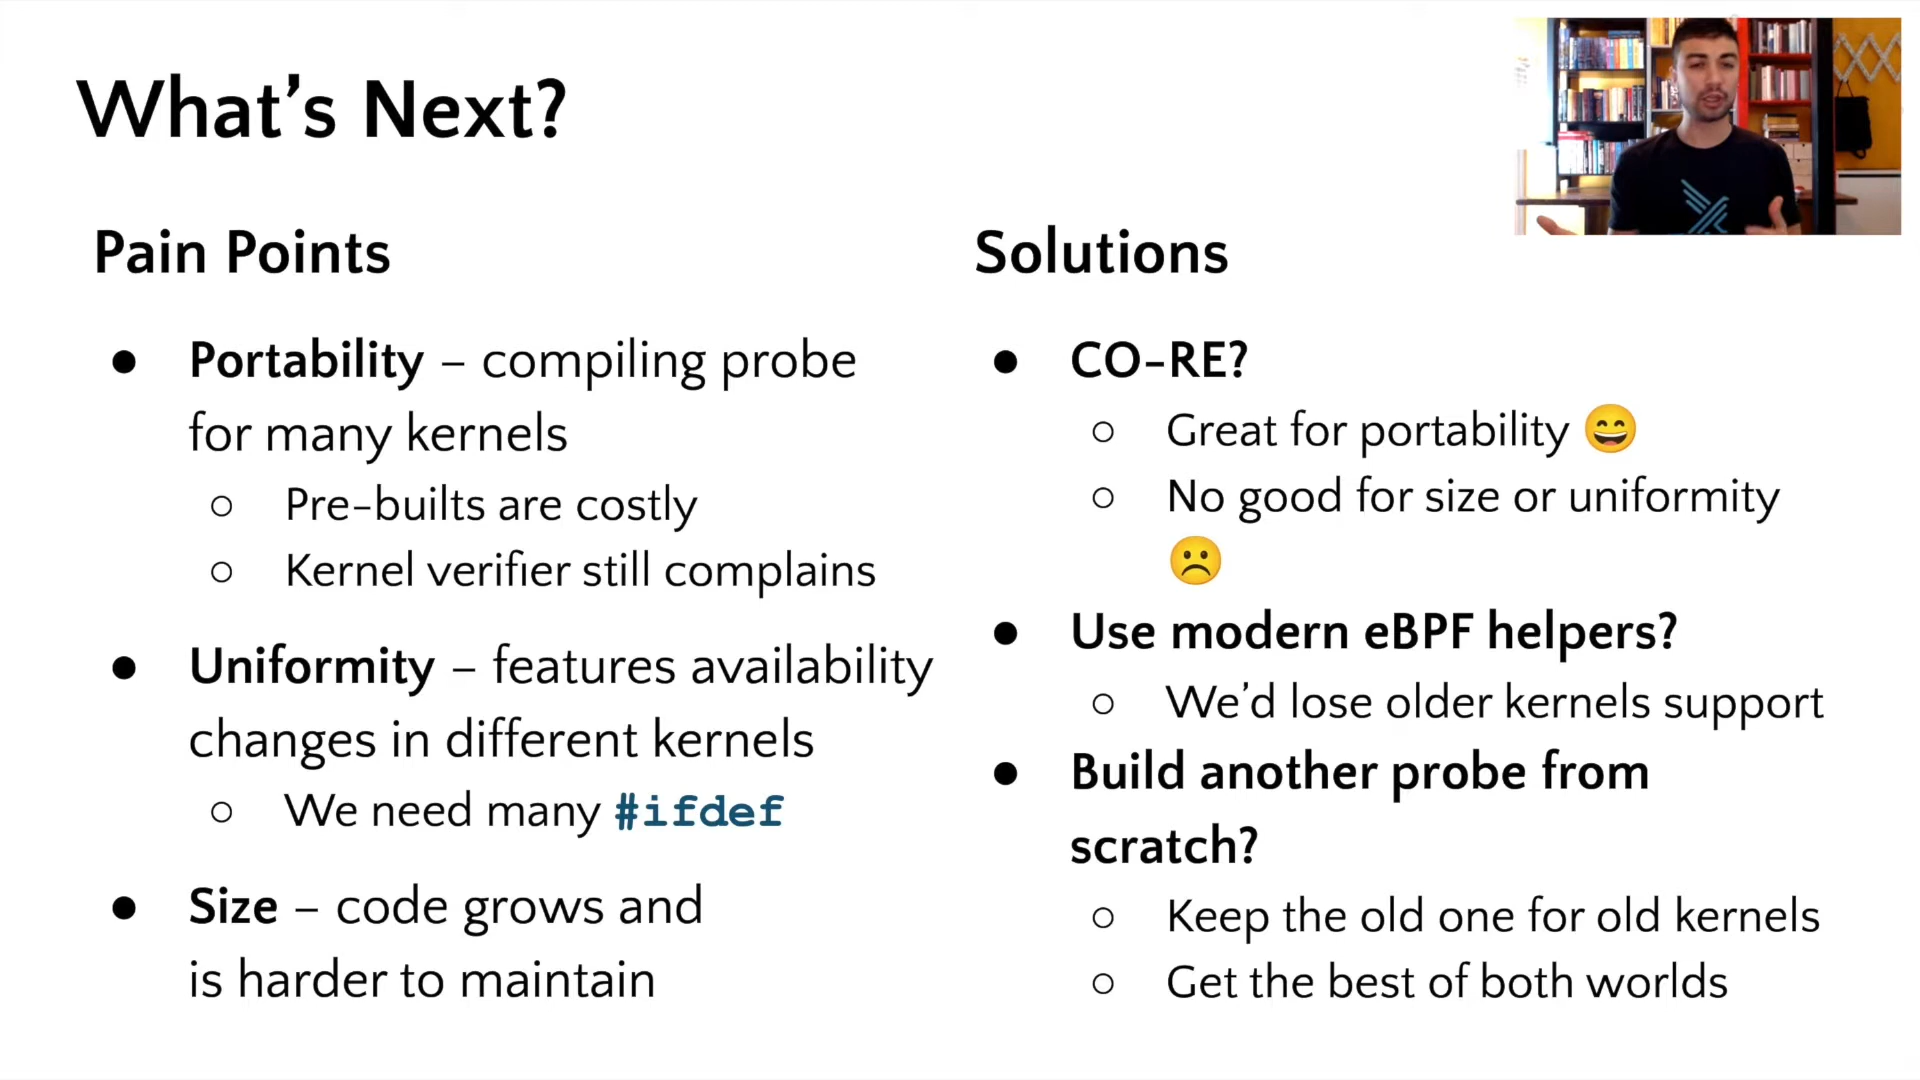 What's Next?
Pain Points
● Portability – compiling probe
for many kernels
○ Pre-builts are costly
○ Kernel verifier still complains
● Uniformity – features availability
changes in different kernels
○ We need many #ifdef
● Size – code grows and
is harder to maintain
Solutions
● CO-RE?
○ Great for portability 😄
○ No good for size or uniformity
☹️
● Use modern eBPF helpers?
○ We'd lose older kernels support
● Build another probe from
scratch?
○ Keep the old one for old kernels
○ Get the best of both worlds